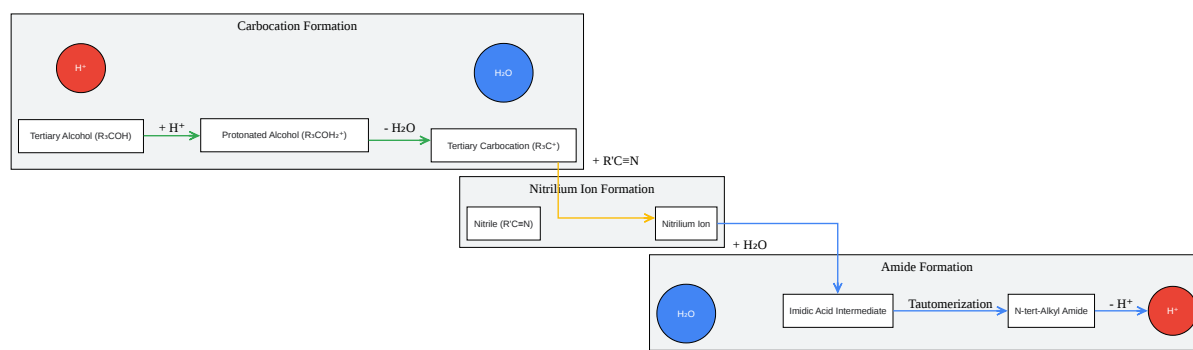 Carbocation Formation
H⁺
H₂O
Tertiary Alcohol (R₃COH)
+ H⁺
Protonated Alcohol (R₃COH₂⁺)
- H₂O
Tertiary Carbocation (R₃C⁺)
+ R'C≡N
Nitrilium Ion Formation
Nitrile (R'C≡N)
Nitrilium Ion
+ H₂O
Amide Formation
H₂O
Imidic Acid Intermediate
Tautomerization
N-tert-Alkyl Amide
- H⁺
H⁺